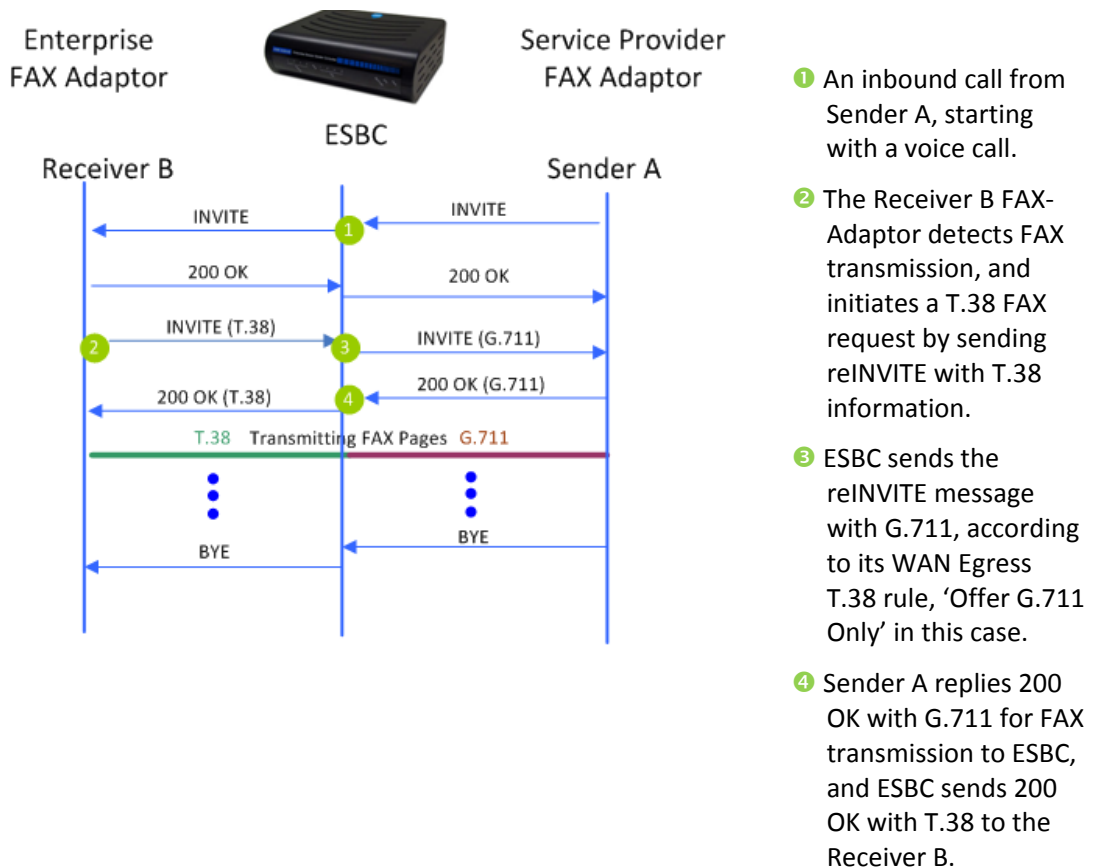 Enterprise
FAX Adaptor
Service Provider
FAX Adaptor
ESBC
Receiver B
Sender A
INVITE
INVITE
1
200 OK
200 OK
INVITE (T.38)
2
3
INVITE (G.711)
200 OK (G.711)
200 OK (T.38)
4
T.38 Transmitting FAX Pages G.711
BYE
BYE
1 An inbound call from
Sender A, starting
with a voice call.
2 The Receiver B FAX-
Adaptor detects FAX
transmission, and
initiates a T.38 FAX
request by sending
reINVITE with T.38
information.
3 ESBC sends the
reINVITE message
with G.711, according
to its WAN Egress
T.38 rule, ‘Offer G.711
Only’ in this case.
4 Sender A replies 200
OK with G.711 for FAX
transmission to ESBC,
and ESBC sends 200
OK with T.38 to the
Receiver B.